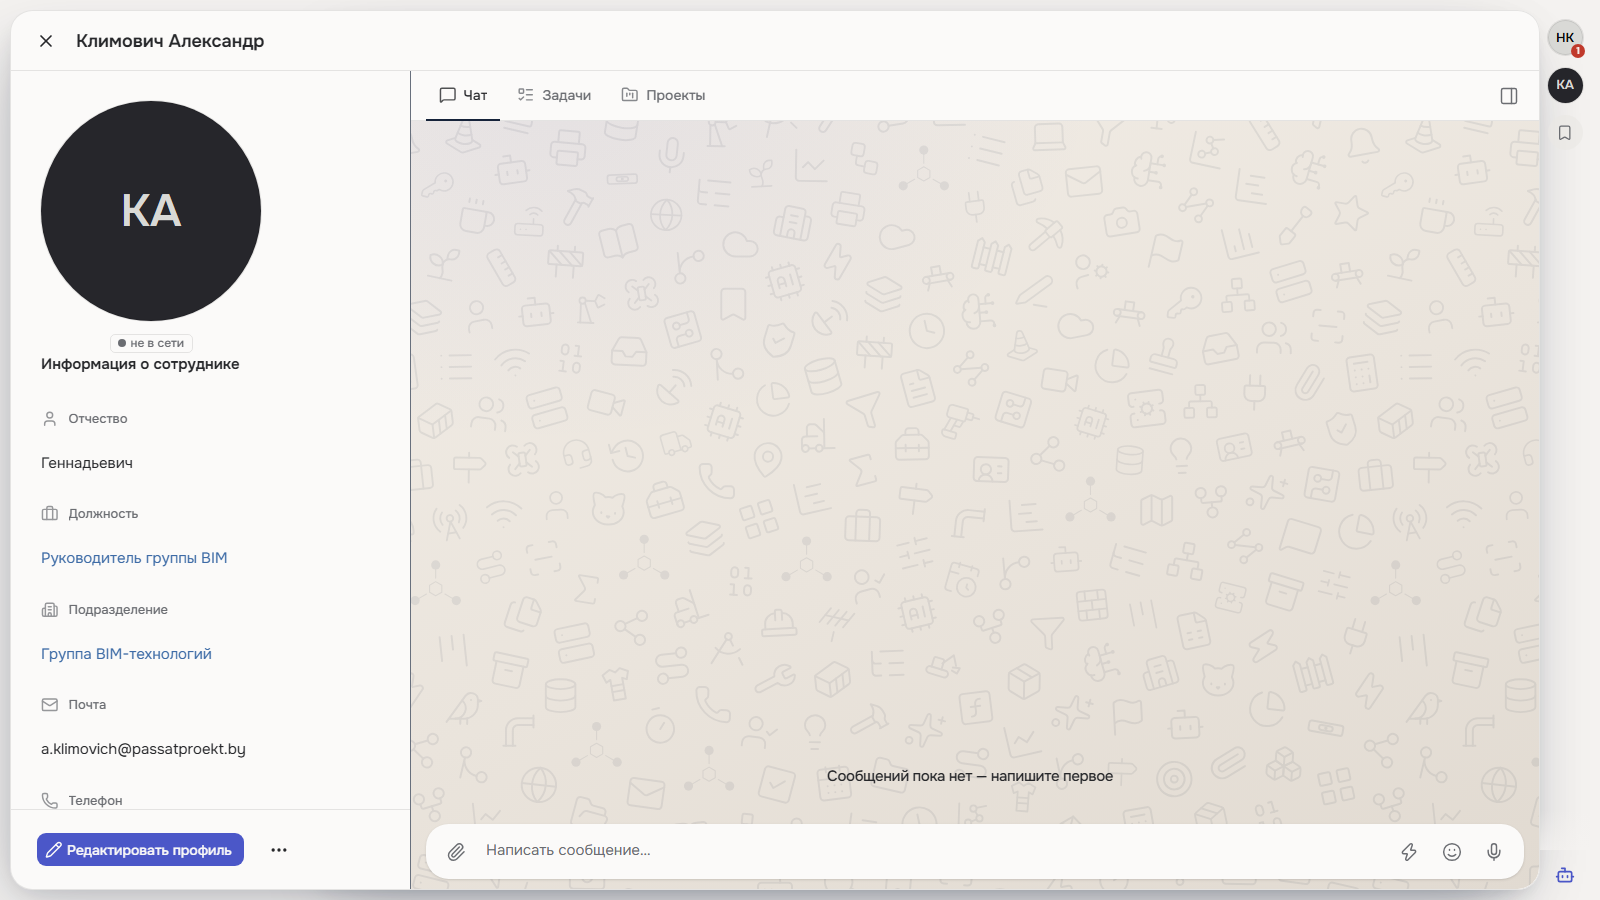 Климович Александр
НК
1
КА
Чат
Задачи
Проекты
КА
не в сети
Информация о сотруднике
Отчество
Геннадьевич
Должность
Руководитель группы BIM
Подразделение
Группа BIM-технологий
Почта
a.klimovich@passatproekt.by
Телефон
Редактировать профиль
Сообщений пока нет — напишите первое
Написать сообщение...